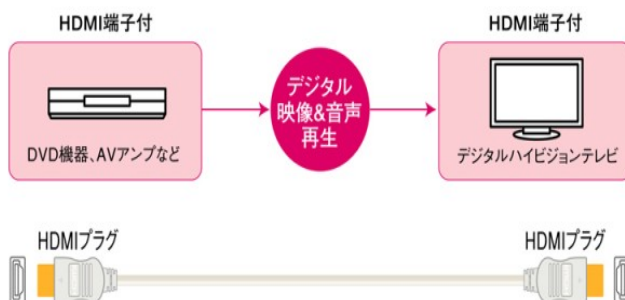 HDMI端子付
HDMI端子付
デジタル
映像&音声
再生
DVD機器、AVアンプなど
デジタルハイビジョンテレビ
HDMIプラグ
HDMIプラグ